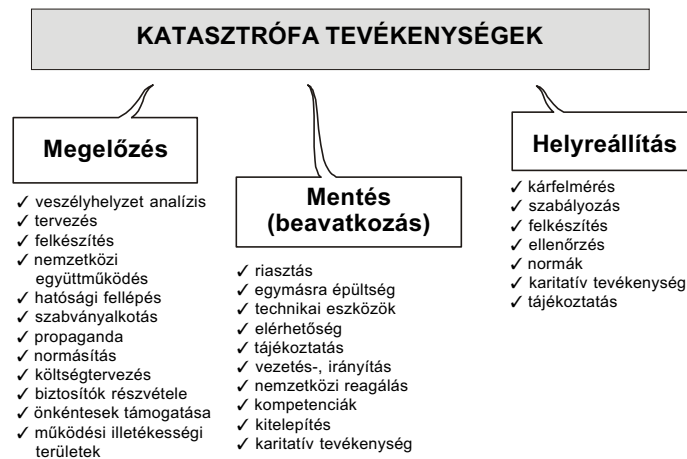 KATASZTRÓFA TEVÉKENYSÉGEK
Megelőzés
✓ veszélyhelyzet analízis
✓ tervezés
✓ felkészítés
✓ nemzetközi
együttműködés
✓ hatósági fellépés
✓ szabványalkotás
✓ propaganda
✓ normásítás
✓ költségtervezés
✓ biztosítók részvétele
✓ önkéntesek támogatása
✓ működési illetékességi
területek
Mentés
(beavatkozás)
✓ riasztás
✓ egymásra épültség
✓ technikai eszközök
✓ elérhetőség
✓ tájékoztatás
✓ vezetés-, irányítás
✓ nemzetközi reagálás
✓ kompetenciák
✓ kitelepítés
✓ karitatív tevékenység
Helyreállítás
✓ kárfelmérés
✓ szabályozás
✓ felkészítés
✓ ellenőrzés
✓ normák
✓ karitatív tevékenység
✓ tájékoztatás